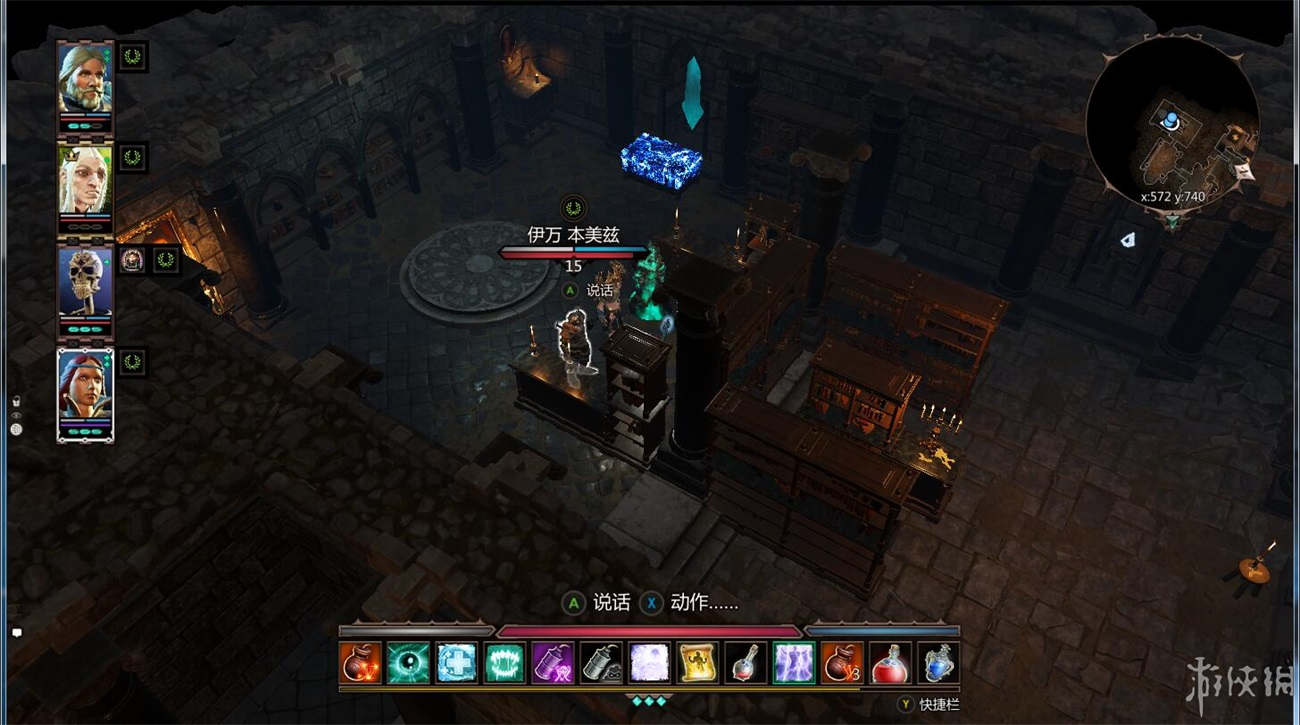 x:572 y:740
伊万 本美兹
15
A 说话
A 说话 X 动作......
3
Y 快捷栏
游侠网